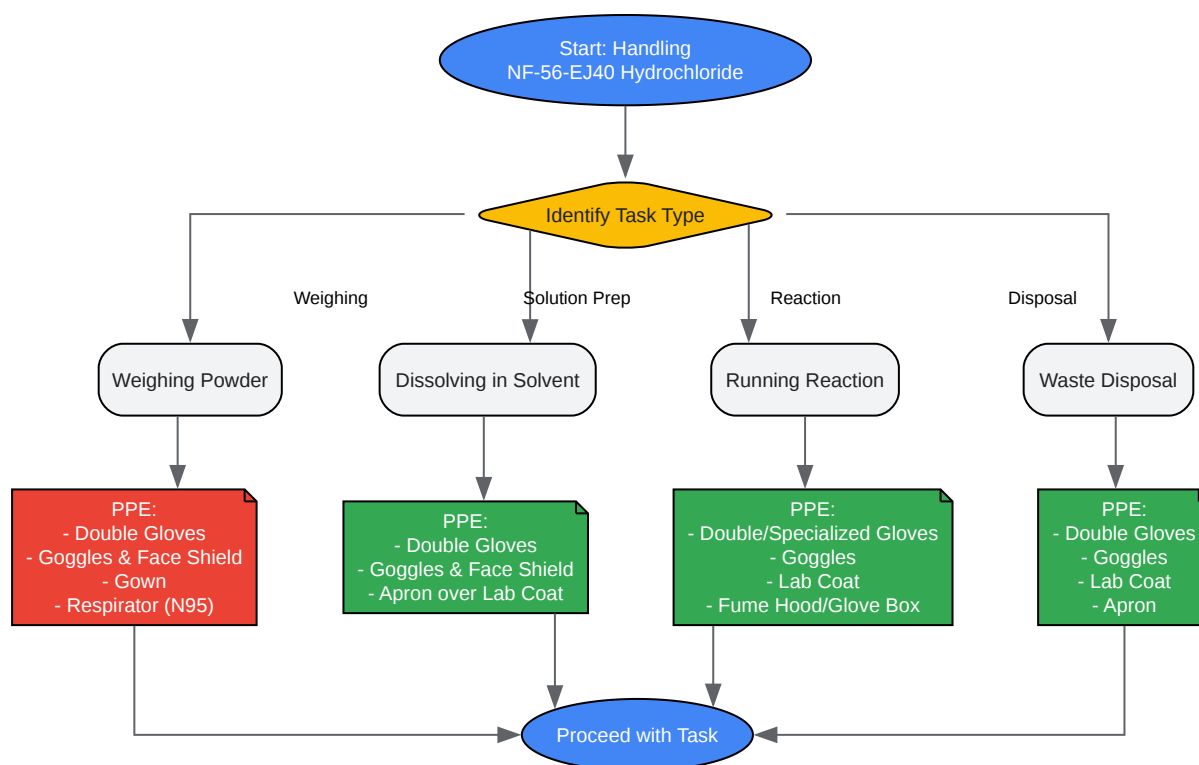 Start: Handling
NF-56-EJ40 Hydrochloride
Identify Task Type
Weighing
Solution Prep
Reaction
Disposal
Weighing Powder
Dissolving in Solvent
Running Reaction
Waste Disposal
PPE:
- Double Gloves
- Goggles & Face Shield
- Gown
- Respirator (N95)
PPE:
- Double Gloves
- Goggles & Face Shield
- Apron over Lab Coat
PPE:
- Double/Specialized Gloves
- Goggles
- Lab Coat
- Fume Hood/Glove Box
PPE:
- Double Gloves
- Goggles
- Lab Coat
- Apron
Proceed with Task